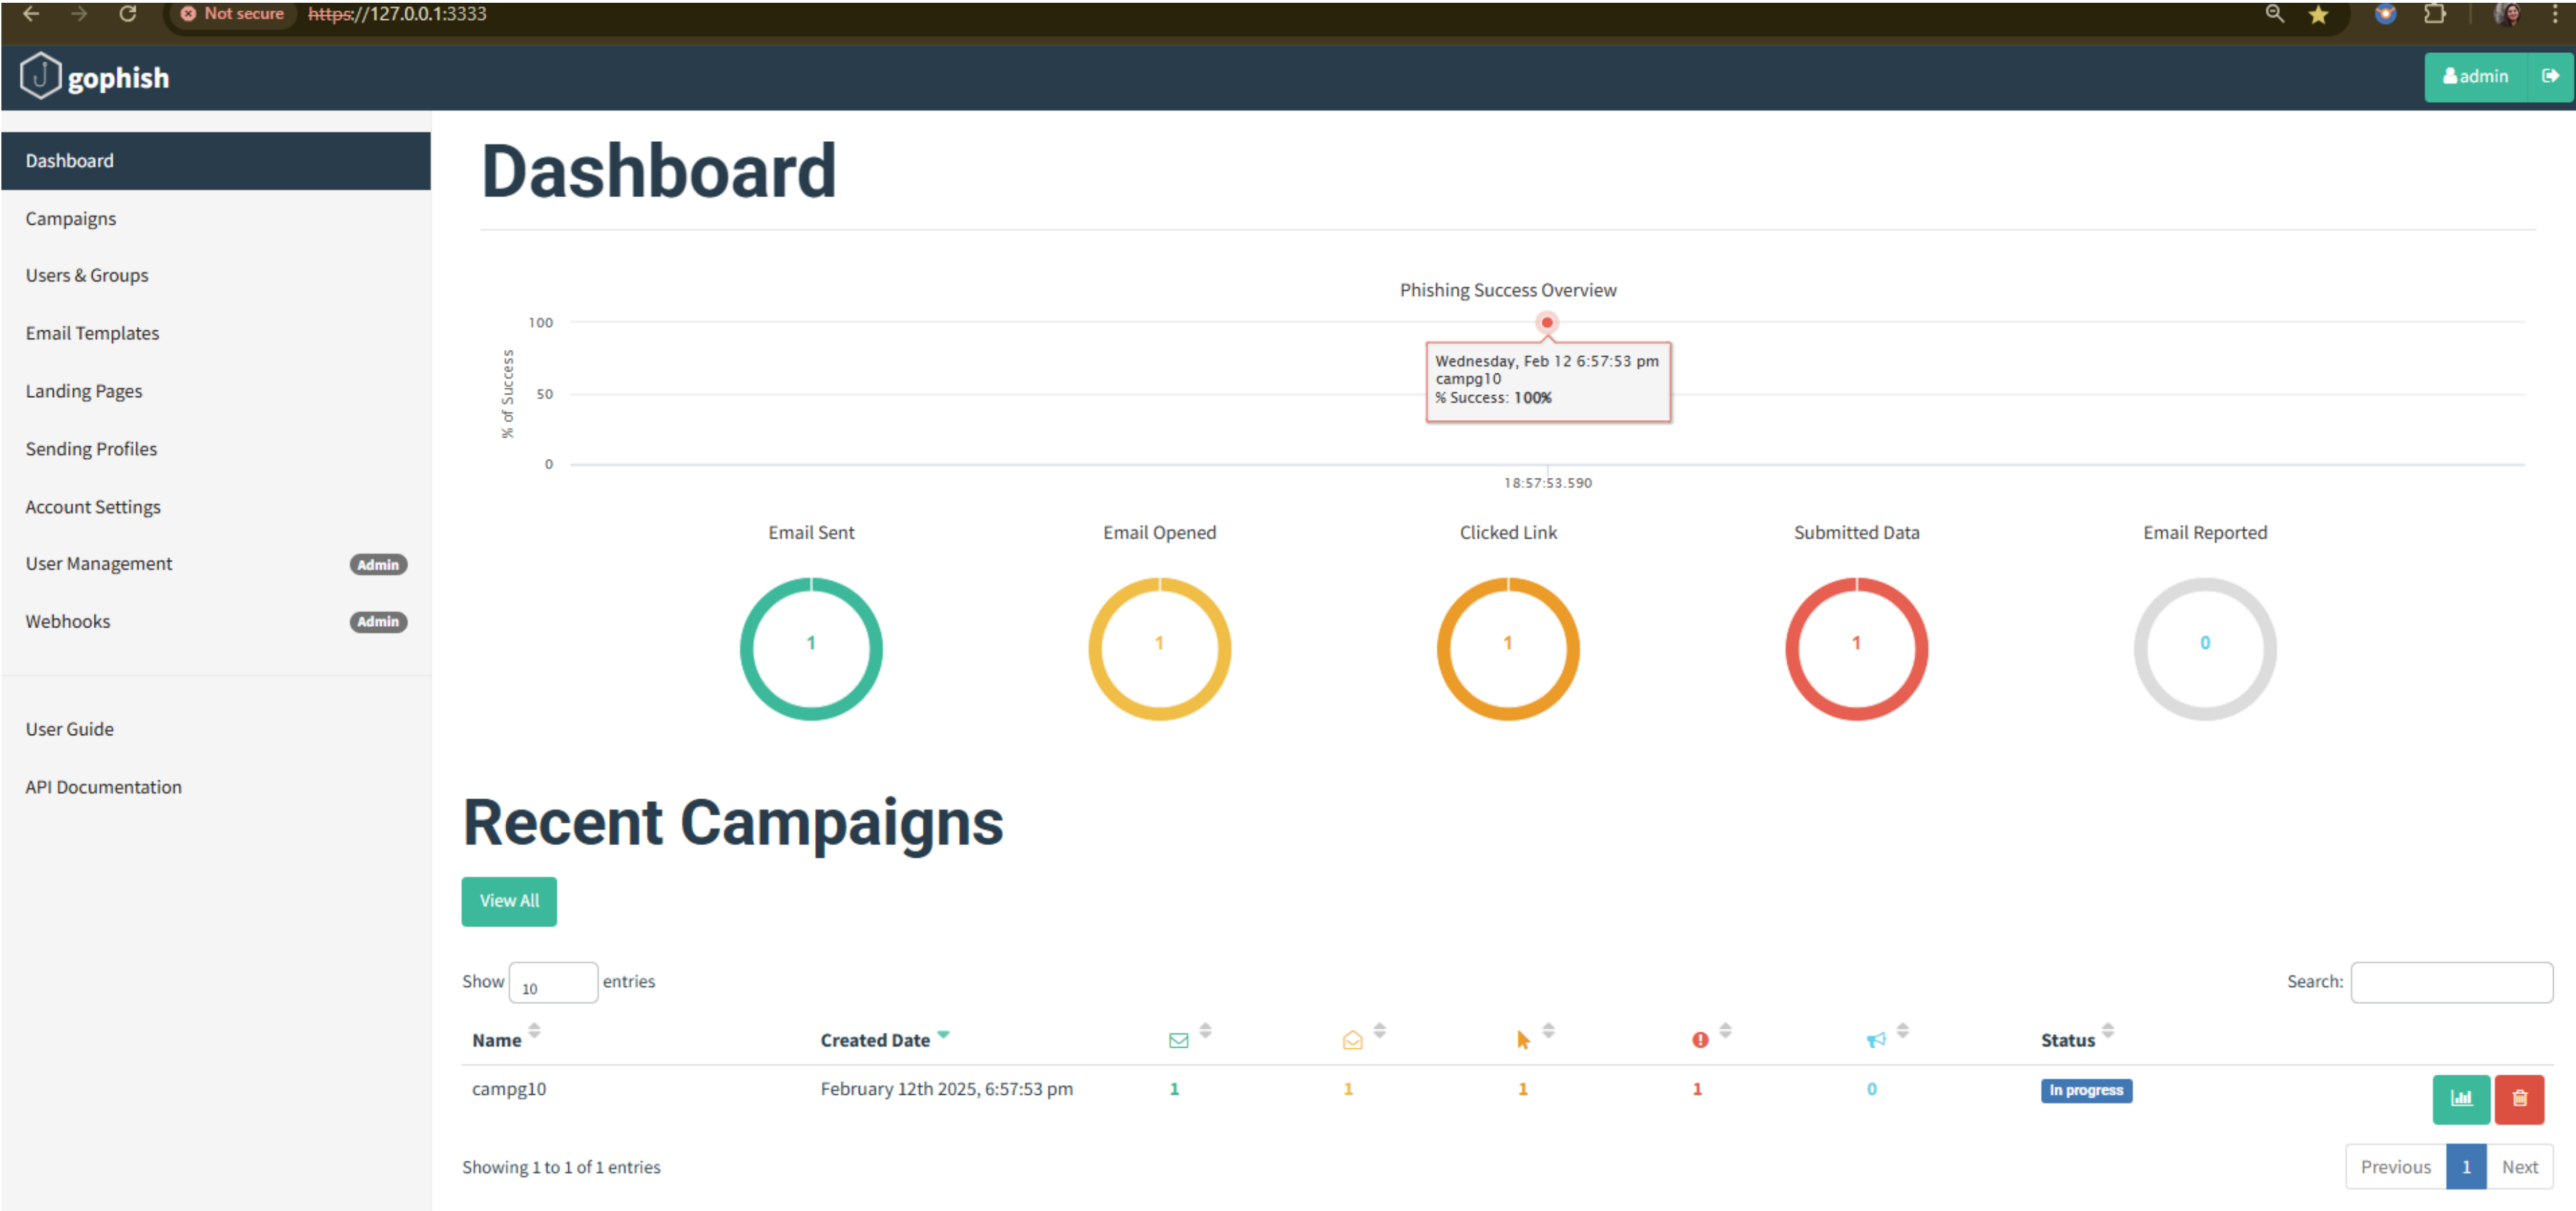 Not secure https://127.0.0.1:3333
gophish
admin
Dashboard
Campaigns
Users & Groups
Email Templates
Landing Pages
Sending Profiles
Account Settings
User Management Admin
Webhooks Admin
User Guide
API Documentation
Dashboard
Phishing Success Overview
% of Success
100
50
0
Wednesday, Feb 12 6:57:53 pm
campg10
% Success: 100%
18:57:53.590
Email Sent Email Opened Clicked Link Submitted Data Email Reported
1 1 1 1 0
Recent Campaigns
View All
Show 10 entries Search:
Name Created Date Status
campg10 February 12th 2025, 6:57:53 pm 1 1 1 1 0 In progress
Showing 1 to 1 of 1 entries Previous 1 Next